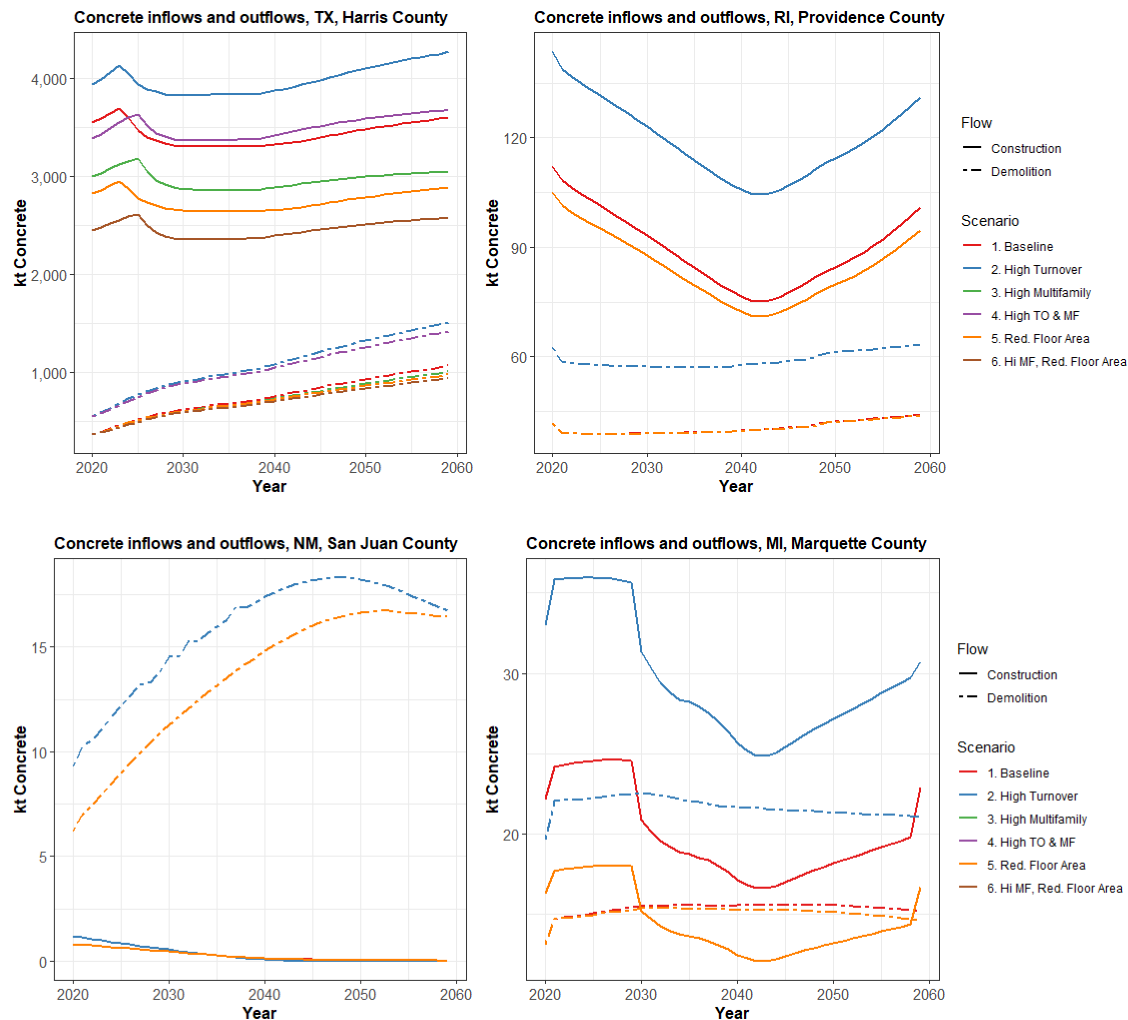 Concrete inflows and outflows, TX, Harris County
kt Concrete
4,000
3,000
2,000
1,000
2020 2030 2040 2050 2060
Year
Concrete inflows and outflows, RI, Providence County
kt Concrete
120
90
60
2020 2030 2040 2050 2060
Year
Flow
Construction
Demolition
Scenario
1. Baseline
2. High Turnover
3. High Multifamily
4. High TO & MF
5. Red. Floor Area
6. Hi MF, Red. Floor Area
Concrete inflows and outflows, NM, San Juan County
kt Concrete
15
10
5
0
2020 2030 2040 2050 2060
Year
Concrete inflows and outflows, MI, Marquette County
kt Concrete
30
20
2020 2030 2040 2050 2060
Year
Flow
Construction
Demolition
Scenario
1. Baseline
2. High Turnover
3. High Multifamily
4. High TO & MF
5. Red. Floor Area
6. Hi MF, Red. Floor Area